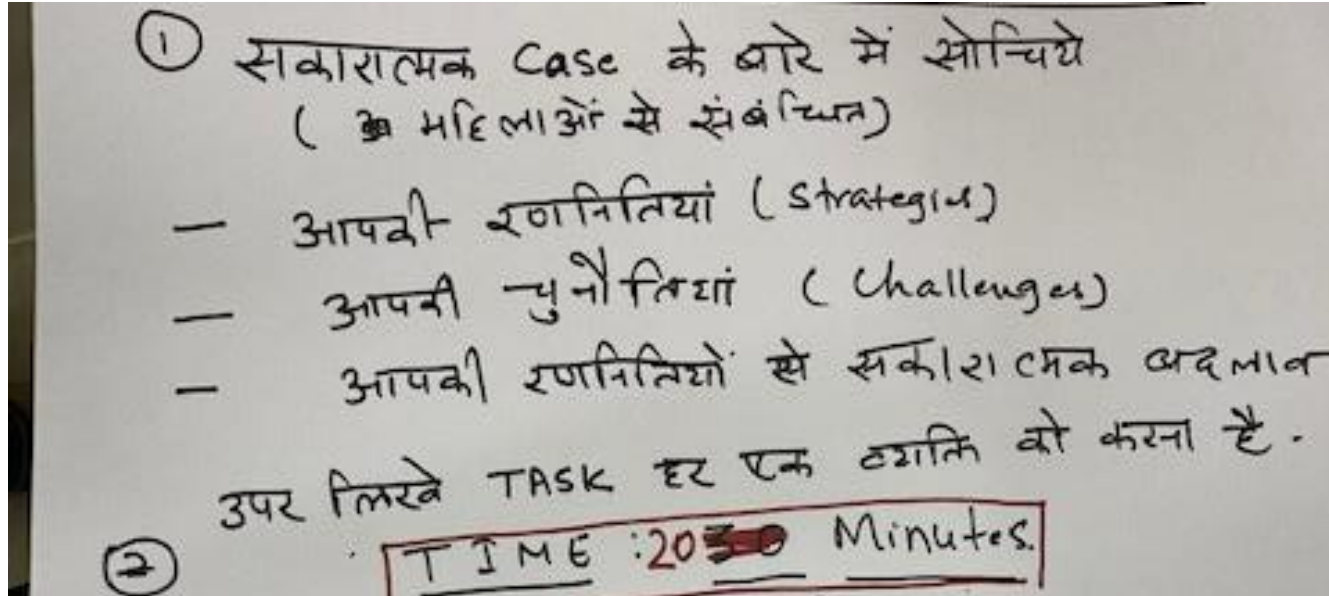 ① सकारात्मक Case के बारे में सोचिये
( महिलाओं से संबंधित)
— आपकी रणनितियां (Strategies)
— आपकी चुनौतियां (Challenges)
— आपकी रणनितियों से सकारात्मक बदलाव
उपर लिखे TASK हर एक व्यक्ति को करना है.
② TIME :20 Minutes.